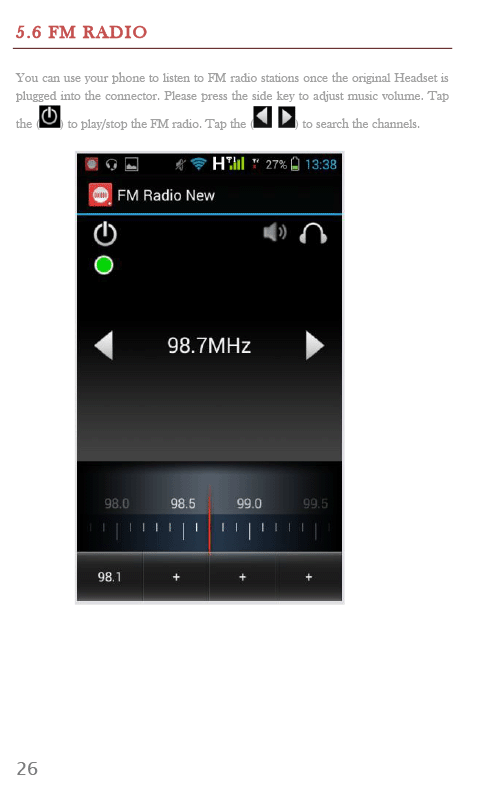 5.6 FM RADIO
You can use your phone to listen to FM radio stations once the original Headset is
plugged into the connector. Please press the side key to adjust music volume. Tap
the ( ) to play/stop the FM radio. Tap the ( ) to search the channels.
H 27% 13:38
FM Radio New
98.7MHz
98.0 98.5 99.0 99.5
98.1 + + +
26